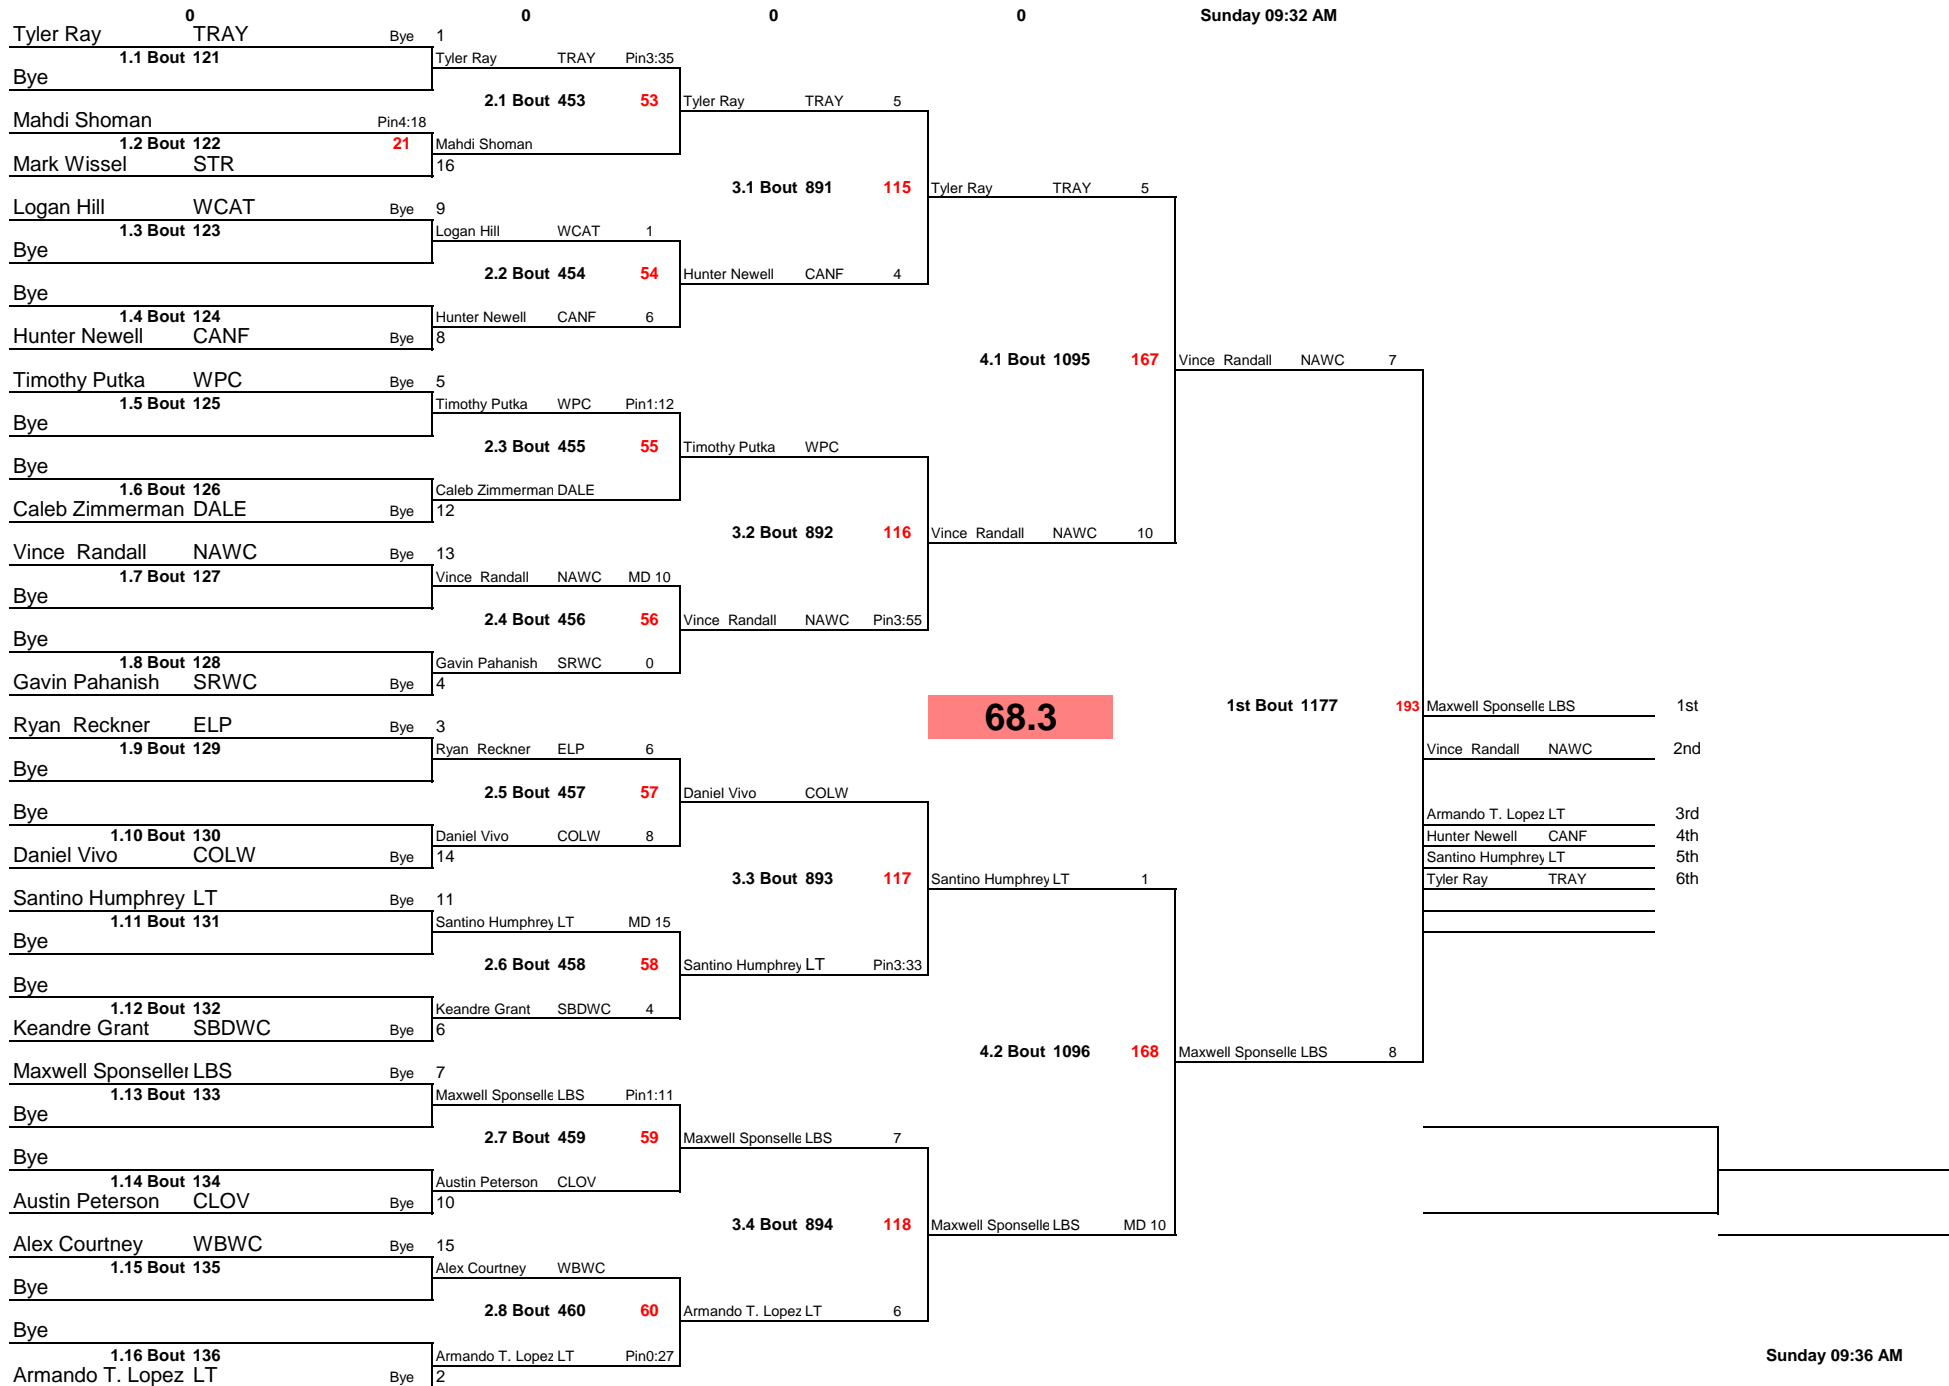 0 0 0 0 Sunday 09:32 AM
Tyler Ray TRAY Bye 1
1.1 Bout 121 Tyler Ray TRAY Pin3:35
Bye
2.1 Bout 453 53 Tyler Ray TRAY 5
Mahdi Shoman Pin4:18
1.2 Bout 122 21 Mahdi Shoman
Mark Wissel STR 16
3.1 Bout 891 115 Tyler Ray TRAY 5
Logan Hill WCAT Bye 9
1.3 Bout 123 Logan Hill WCAT 1
Bye
2.2 Bout 454 54 Hunter Newell CANF 4
Bye
1.4 Bout 124 Hunter Newell CANF 6
Hunter Newell CANF Bye 8
4.1 Bout 1095 167 Vince Randall NAWC 7
Timothy Putka WPC Bye 5
1.5 Bout 125 Timothy Putka WPC Pin1:12
Bye
2.3 Bout 455 55 Timothy Putka WPC
Bye
1.6 Bout 126 Caleb Zimmerman DALE
Caleb Zimmerman DALE Bye 12
3.2 Bout 892 116 Vince Randall NAWC 10
Vince Randall NAWC Bye 13
1.7 Bout 127 Vince Randall NAWC MD 10
Bye
2.4 Bout 456 56 Vince Randall NAWC Pin3:55
Bye
1.8 Bout 128 Gavin Pahanish SRWC 0
Gavin Pahanish SRWC Bye 4
68.3 1st Bout 1177 193 Maxwell Sponselle LBS 1st
Ryan Reckner ELP Bye 3
1.9 Bout 129 Ryan Reckner ELP 6 Vince Randall NAWC 2nd
Bye
2.5 Bout 457 57 Daniel Vivo COLW
Bye Armando T. Lopez LT 3rd
1.10 Bout 130 Daniel Vivo COLW 8 Hunter Newell CANF 4th
Daniel Vivo COLW Bye 14 Santino Humphrey LT 5th
3.3 Bout 893 117 Santino Humphrey LT 1 Tyler Ray TRAY 6th
Santino Humphrey LT Bye 11
1.11 Bout 131 Santino Humphrey LT MD 15
Bye
2.6 Bout 458 58 Santino Humphrey LT Pin3:33
Bye
1.12 Bout 132 Keandre Grant SBDWC 4
Keandre Grant SBDWC Bye 6
4.2 Bout 1096 168 Maxwell Sponselle LBS 8
Maxwell Sponseller LBS Bye 7
1.13 Bout 133 Maxwell Sponselle LBS Pin1:11
Bye
2.7 Bout 459 59 Maxwell Sponselle LBS 7
Bye
1.14 Bout 134 Austin Peterson CLOV
Austin Peterson CLOV Bye 10
3.4 Bout 894 118 Maxwell Sponselle LBS MD 10
Alex Courtney WBWC Bye 15
1.15 Bout 135 Alex Courtney WBWC
Bye
2.8 Bout 460 60 Armando T. Lopez LT 6
Bye
1.16 Bout 136 Armando T. Lopez LT Pin0:27 Sunday 09:36 AM
Armando T. Lopez LT Bye 2